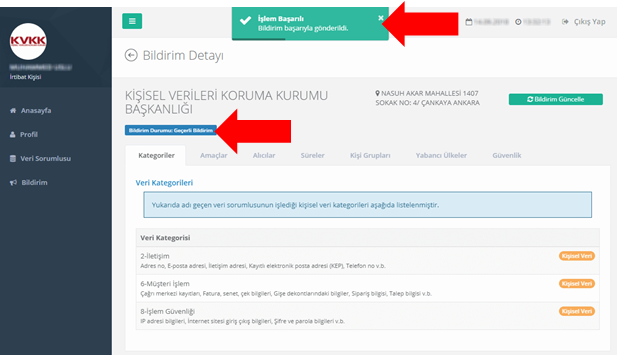 KVKK
İrtibat Kişisi
Anasayfa
Profil
Veri Sorumlusu
Bildirim
İşlem Başarılı
Bildirim başarıyla gönderildi.
Çıkış Yap
Bildirim Detayı
KİŞİSEL VERİLERİ KORUMA KURUMU
BAŞKANLIĞI
NASUH AKAR MAHALLESİ 1407
SOKAK NO: 4/ ÇANKAYA ANKARA
Bildirim Güncelle
Bildirim Durumu: Geçerli Bildirim
Kategoriler Amaçlar Alıcılar Süreler Kişi Grupları Yabancı Ülkeler Güvenlik
Veri Kategorileri
Yukarıda adı geçen veri sorumlusunun işlediği kişisel veri kategorileri aşağıda listelenmiştir.
Veri Kategorisi
2-İletişim
Kişisel Veri
Adres no, E-posta adresi, İletişim adresi, Kayıtlı elektronik posta adresi (KEP), Telefon no v.b.
6-Müşteri İşlem
Kişisel Veri
Çağrı merkezi kayıtları, Fatura, senet, çek bilgileri, Gişe dekontlarındaki bilgiler, Sipariş bilgisi, Talep bilgisi v.b.
8-İşlem Güvenliği
Kişisel Veri
IP adresi bilgileri, İnternet sitesi giriş çıkış bilgileri, Şifre ve parola bilgileri v.b.